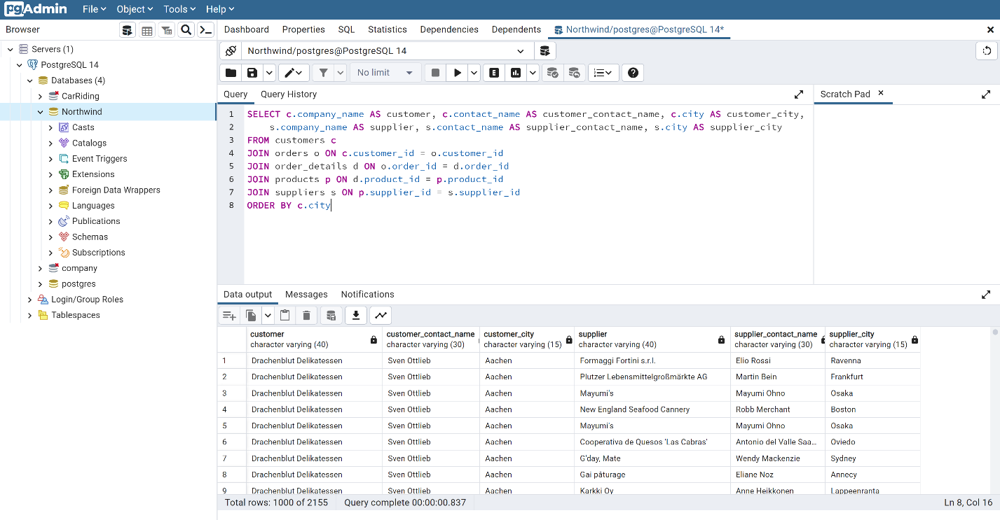 pgAdmin File Object Tools Help
Browser
Dashboard Properties SQL Statistics Dependencies Dependents Northwind/postgres@PostgreSQL 14*
Servers (1)
PostgreSQL 14
Databases (4)
CarRiding
Northwind
Casts
Catalogs
Event Triggers
Extensions
Foreign Data Wrappers
Languages
Publications
Schemas
Subscriptions
company
postgres
Login/Group Roles
Tablespaces
Northwind/postgres@PostgreSQL 14
No limit
Query Query History
Scratch Pad
1 SELECT c.company_name AS customer, c.contact_name AS customer_contact_name, c.city AS customer_city,
2 s.company_name AS supplier, s.contact_name AS supplier_contact_name, s.city AS supplier_city
3 FROM customers c
4 JOIN orders o ON c.customer_id = o.customer_id
5 JOIN order_details d ON o.order_id = d.order_id
6 JOIN products p ON d.product_id = p.product_id
7 JOIN suppliers s ON p.supplier_id = s.supplier_id
8 ORDER BY c.city
Data output Messages Notifications
customer customer_contact_name customer_city supplier supplier_contact_name supplier_city
character varying (40) character varying (30) character varying (15) character varying (40) character varying (30) character varying (15)
1 Drachenblut Delikatessen Sven Ottlieb Aachen Formaggi Fortini s.r.l. Elio Rossi Ravenna
2 Drachenblut Delikatessen Sven Ottlieb Aachen Plutzer Lebensmittelgroßmärkte AG Martin Bein Frankfurt
3 Drachenblut Delikatessen Sven Ottlieb Aachen Mayumi's Mayumi Ohno Osaka
4 Drachenblut Delikatessen Sven Ottlieb Aachen New England Seafood Cannery Robb Merchant Boston
5 Drachenblut Delikatessen Sven Ottlieb Aachen Mayumi's Mayumi Ohno Osaka
6 Drachenblut Delikatessen Sven Ottlieb Aachen Cooperativa de Quesos 'Las Cabras' Antonio del Valle Saa... Oviedo
7 Drachenblut Delikatessen Sven Ottlieb Aachen G'day, Mate Wendy Mackenzie Sydney
8 Drachenblut Delikatessen Sven Ottlieb Aachen Gai pâturage Eliane Noz Annecy
9 Drachenblut Delikatessen Sven Ottlieb Aachen Karkki Oy Anne Heikkonen Lappeenranta
Total rows: 1000 of 2155 Query complete 00:00:00.837 Ln 8, Col 16